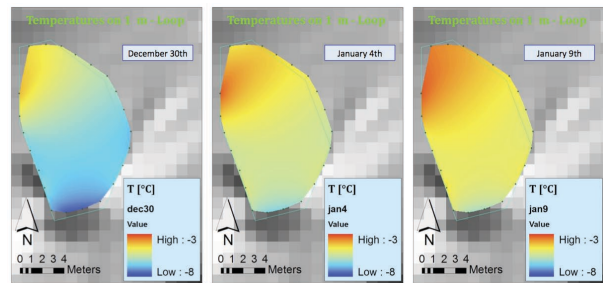 Temperatures on 1 m - Loop
December 30th
T [°C]
dec30
Value
High : -3
Low : -8
N
0 1 2 3 4
Meters
Temperatures on 1 m - Loop
January 4th
T [°C]
jan4
Value
High : -3
Low : -8
N
0 1 2 3 4
Meters
Temperatures on 1 m - Loop
January 9th
T [°C]
jan9
Value
High : -3
Low : -8
N
0 1 2 3 4
Meters